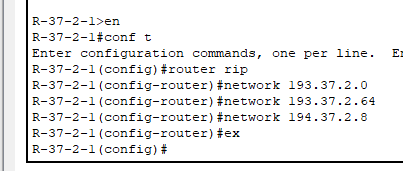 R-37-2-1>en
R-37-2-1#conf t
Enter configuration commands, one per line.
R-37-2-1(config)#router rip
R-37-2-1(config-router)#network 193.37.2.0
R-37-2-1(config-router)#network 193.37.2.64
R-37-2-1(config-router)#network 194.37.2.8
R-37-2-1(config-router)#ex
R-37-2-1(config)#